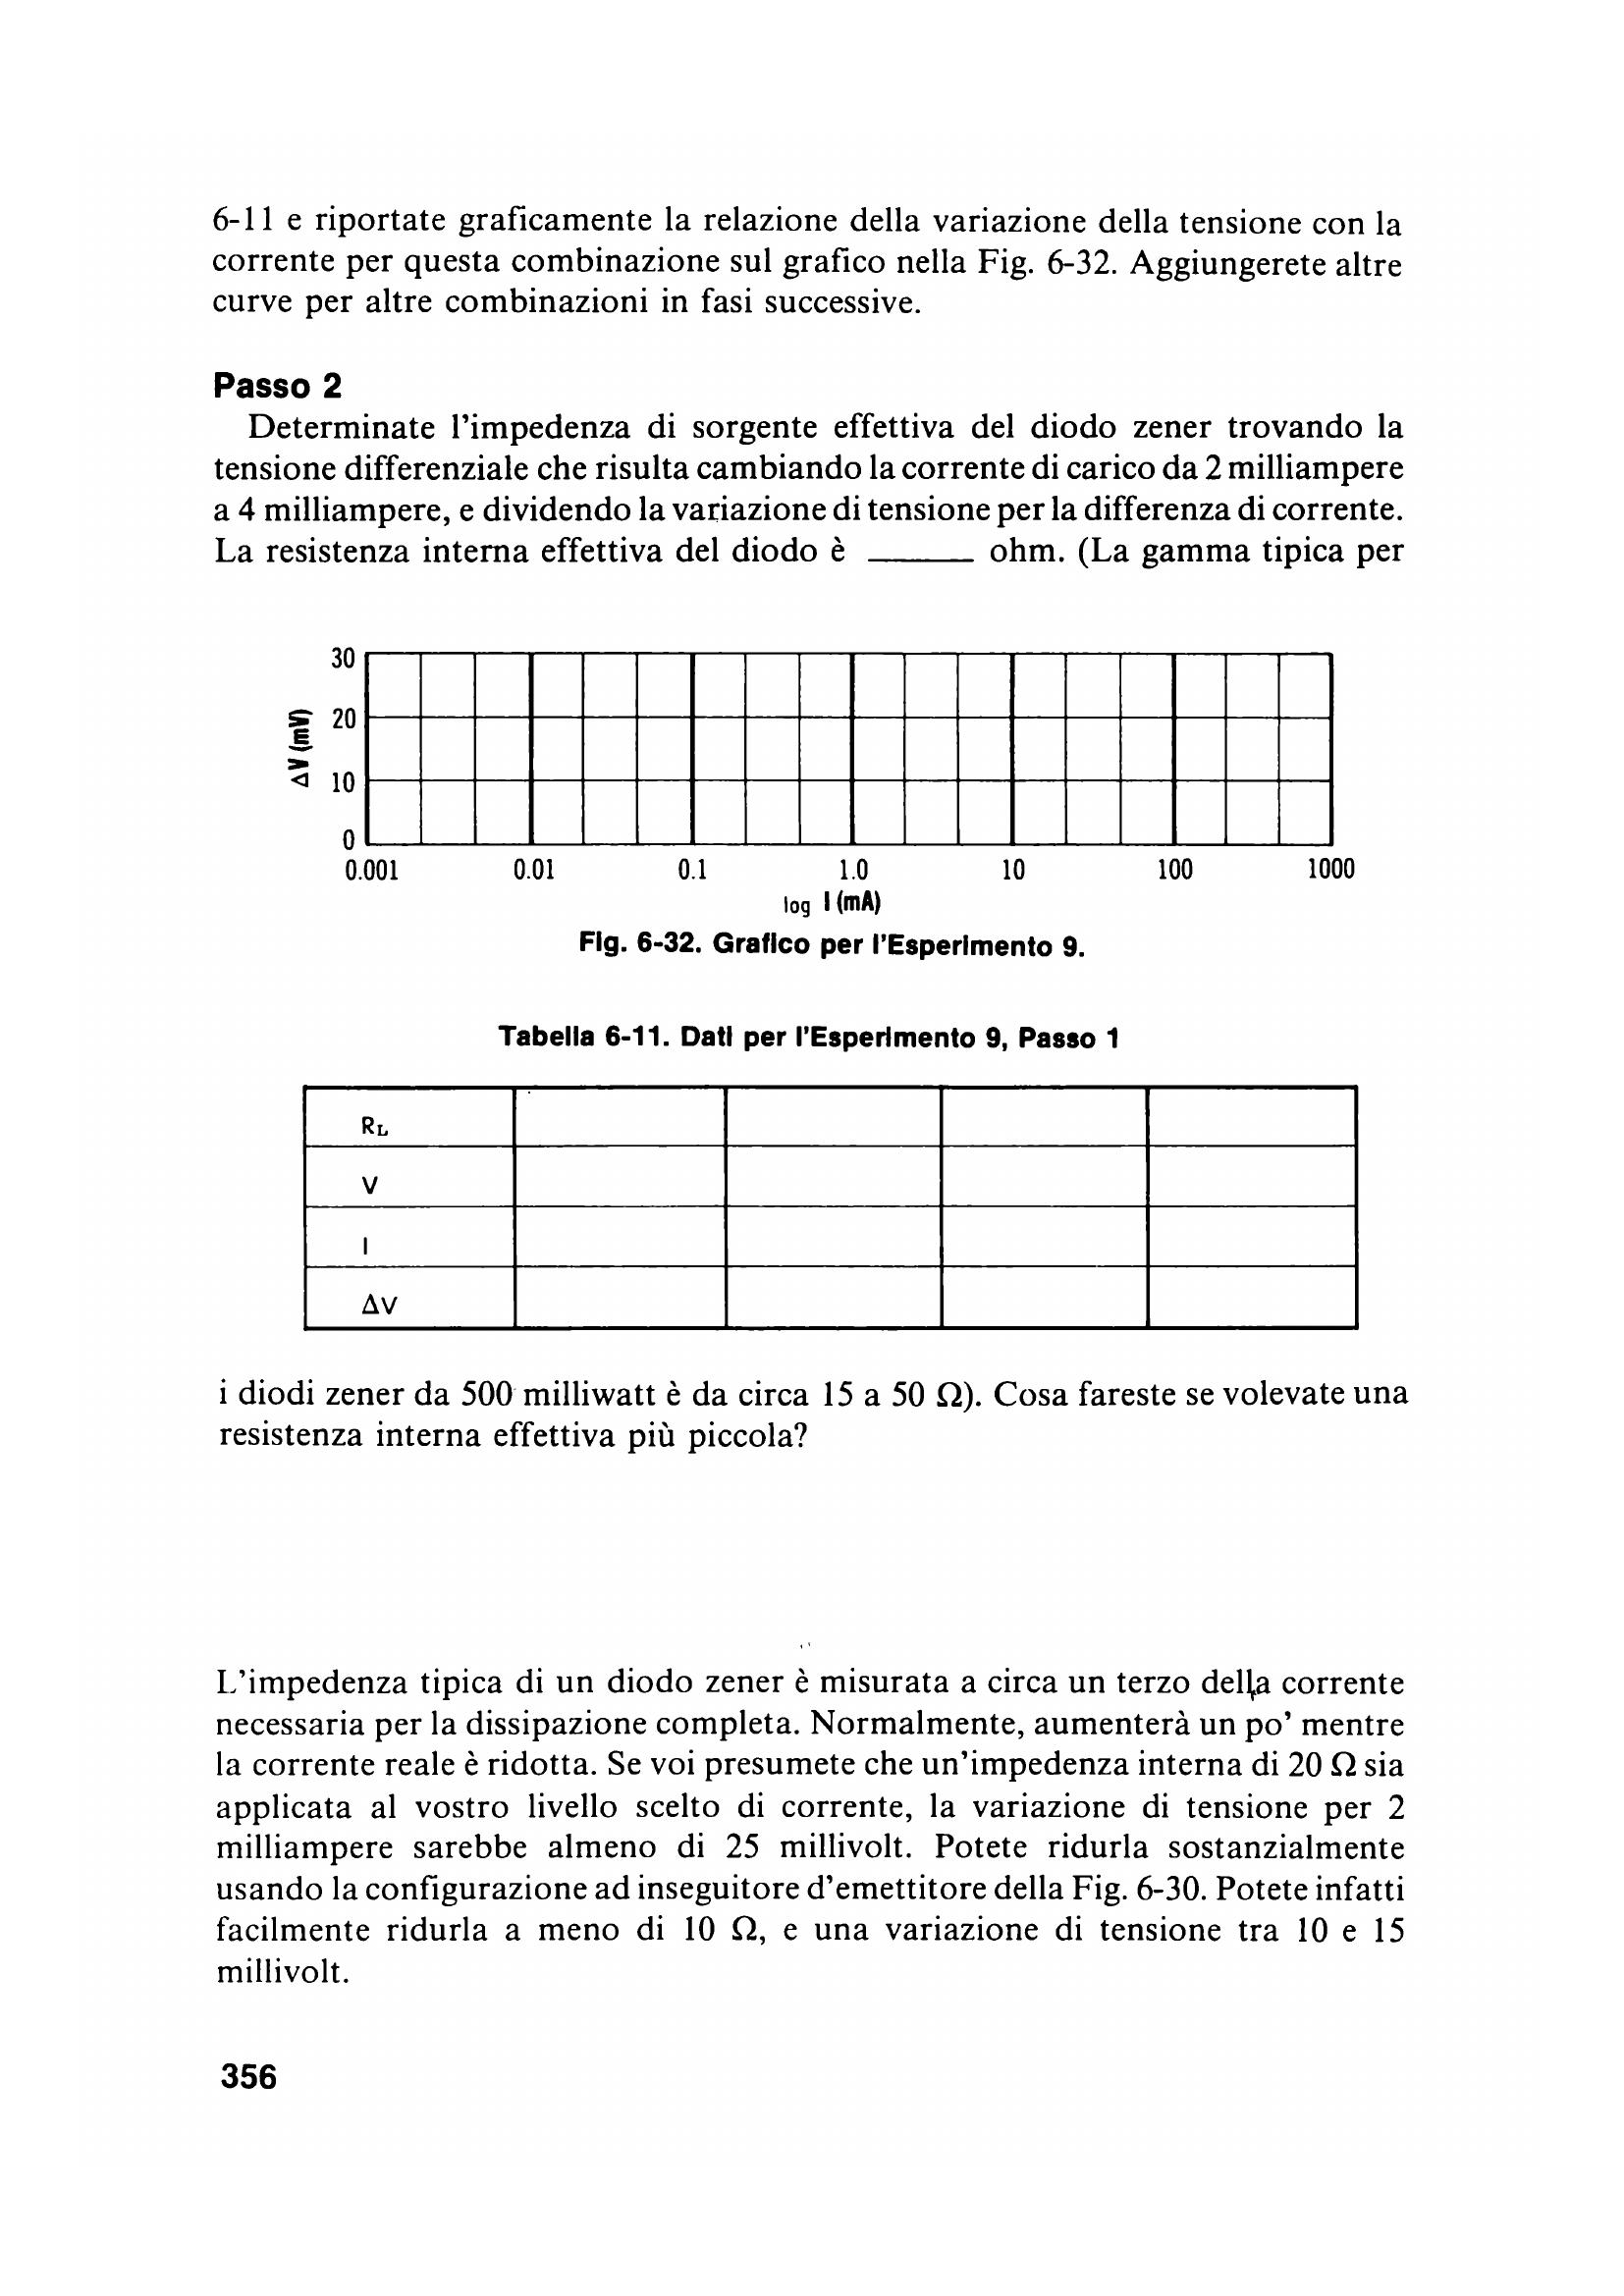 6-11 e riportate graficamente la relazione della variazione della tensione con la
corrente per questa combinazione sul grafico nella Fig. 6-32. Aggiungerete altre
curve per altre combinazioni in fasi successive.
Passo 2
Determinate l'impedenza di sorgente effettiva del diodo zener trovando la
tensione differenziale che risulta cambiando la corrente di carico da 2 milliampere
a 4 milliampere, e dividendo la variazione di tensione per la differenza di corrente.
La resistenza interna effettiva del diodo è ______ ohm. (La gamma tipica per
30
20
10
0
ΔV (mV)
0.001 0.01 0.1 1.0 10 100 1000
log I (mA)
Fig. 6-32. Grafico per l'Esperimento 9.
Tabella 6-11. Dati per l'Esperimento 9, Passo 1
RL
V
I
ΔV
i diodi zener da 500 milliwatt è da circa 15 a 50 Ω). Cosa fareste se volevate una
resistenza interna effettiva più piccola?
L'impedenza tipica di un diodo zener è misurata a circa un terzo della corrente
necessaria per la dissipazione completa. Normalmente, aumenterà un po' mentre
la corrente reale è ridotta. Se voi presumete che un'impedenza interna di 20 Ω sia
applicata al vostro livello scelto di corrente, la variazione di tensione per 2
milliampere sarebbe almeno di 25 millivolt. Potete ridurla sostanzialmente
usando la configurazione ad inseguitore d'emettitore della Fig. 6-30. Potete infatti
facilmente ridurla a meno di 10 Ω, e una variazione di tensione tra 10 e 15
millivolt.
356